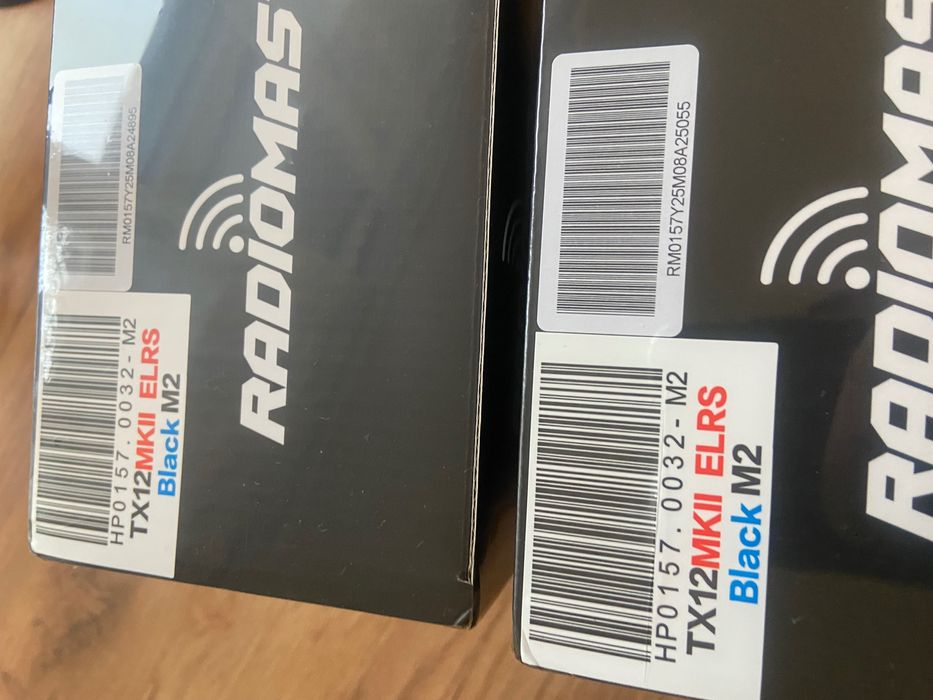 RM0157Y25M08A24895
HP0157.0032-M2
TX12MKII ELRS
Black M2
RADIOMAS
RM0157Y25M08A25055
HP0157.0032-M2
TX12MKII ELRS
Black M2
RADIOMAS